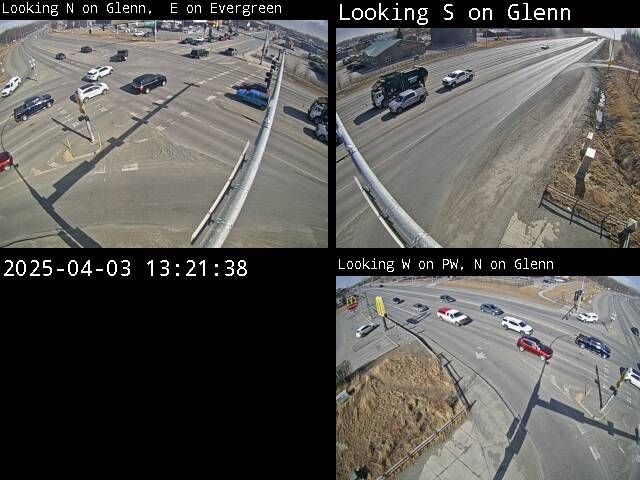 Looking N on Glenn,  E on Evergreen
Looking S on Glenn
2025-04-03 13:21:38
Looking W on PW, N on Glenn